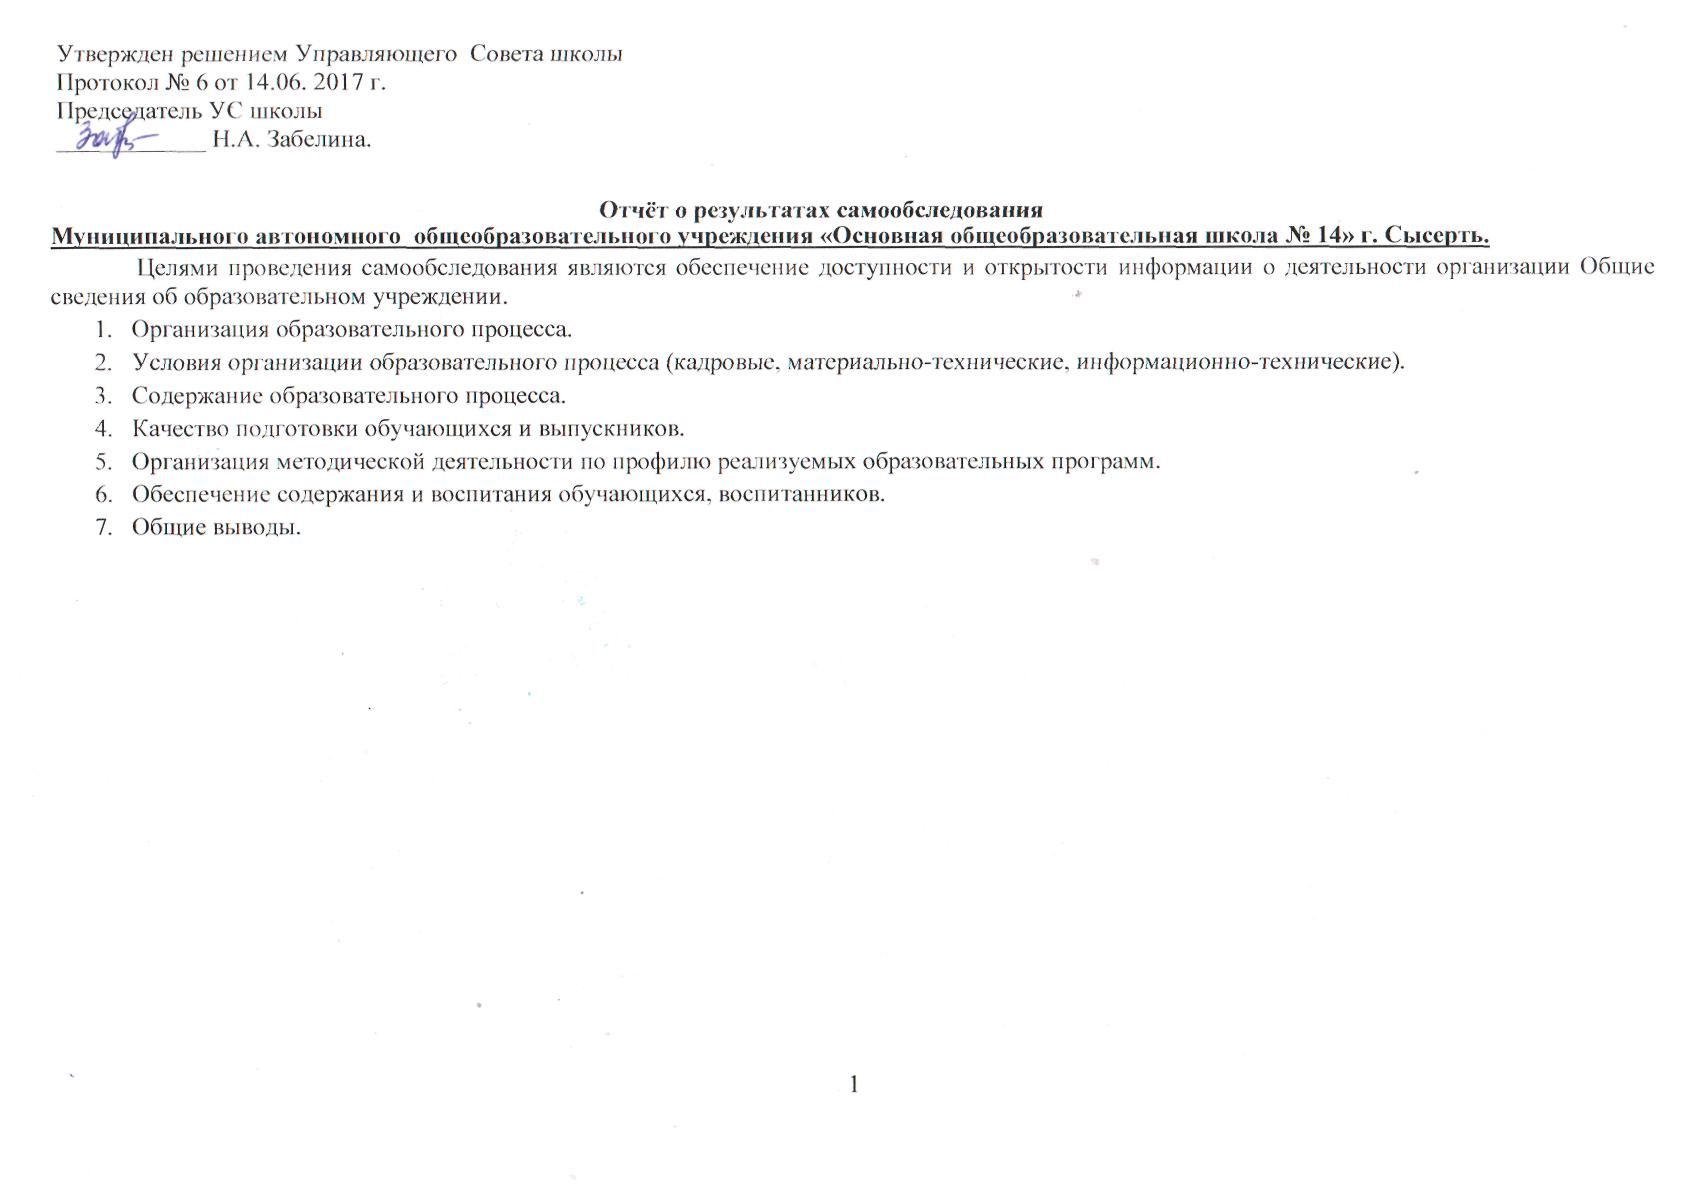 Утвержден решением Управляющего Совета школы
Протокол № 6 от 14.06. 2017 г.
Председатель УС школы
____________ Н.А. Забелина.
Отчёт о результатах самообследования
Муниципального автономного общеобразовательного учреждения «Основная общеобразовательная школа № 14» г. Сысерть.
Целями проведения самообследования являются обеспечение доступности и открытости информации о деятельности организации Общие
сведения об образовательном учреждении.
1. Организация образовательного процесса.
2. Условия организации образовательного процесса (кадровые, материально-технические, информационно-технические).
3. Содержание образовательного процесса.
4. Качество подготовки обучающихся и выпускников.
5. Организация методической деятельности по профилю реализуемых образовательных программ.
6. Обеспечение содержания и воспитания обучающихся, воспитанников.
7. Общие выводы.
1